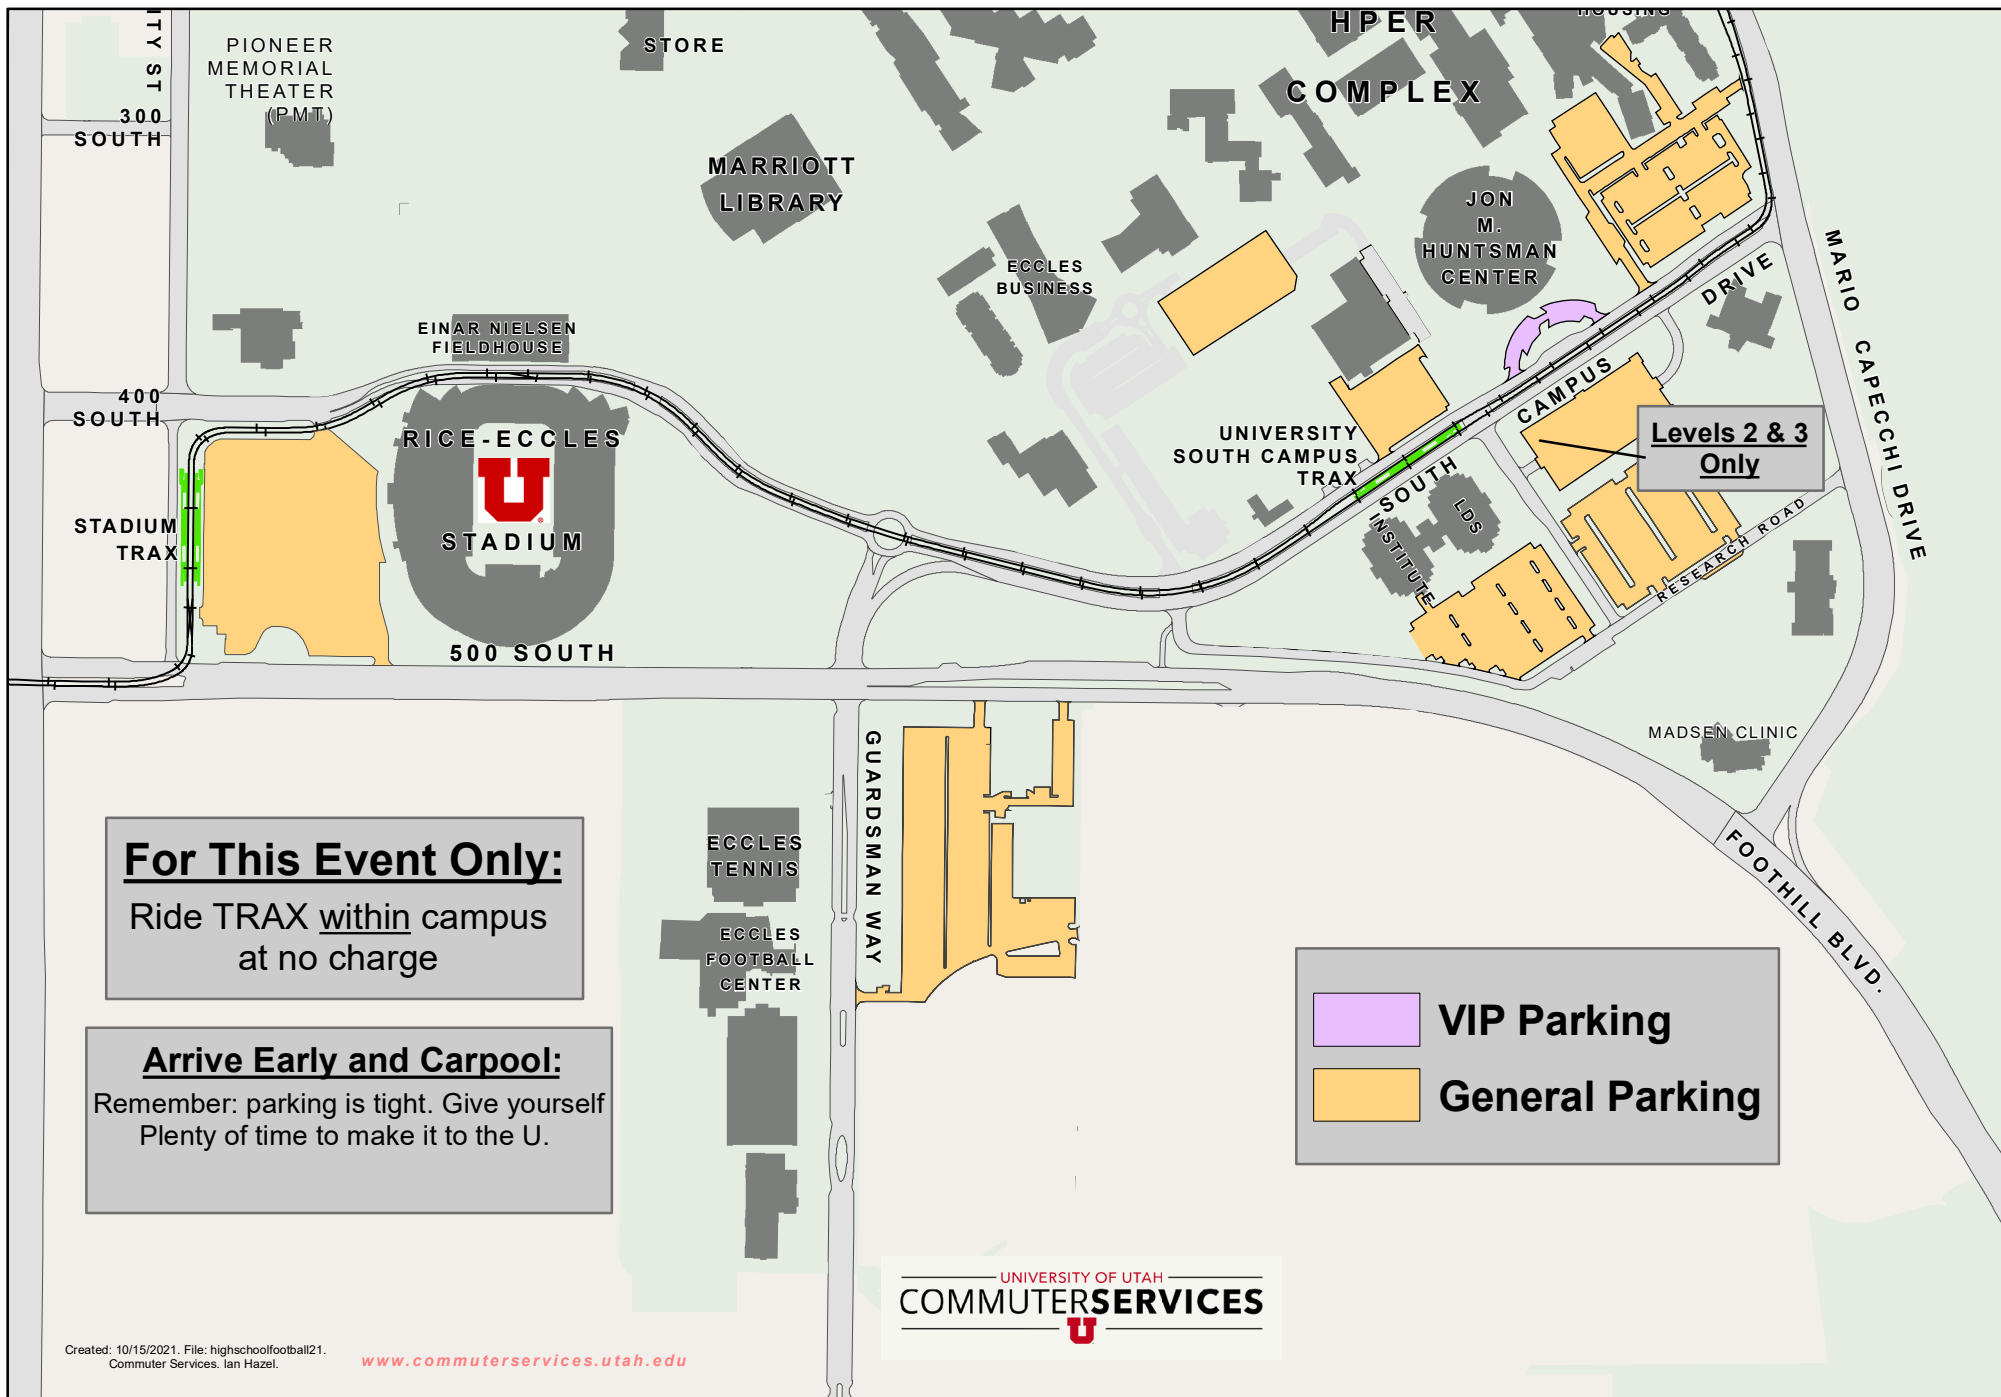 HPER
COMPLEX
HOUSING
ITY ST
PIONEER
MEMORIAL
THEATER
(PMT)
STORE
300
SOUTH
MARRIOTT
LIBRARY
JON
M.
HUNTSMAN
CENTER
ECCLES
BUSINESS
MARIO CAPECCHI DRIVE
EINAR NIELSEN
FIELDHOUSE
400
SOUTH
RICE-ECCLES
U
STADIUM
STADIUM
TRAX
UNIVERSITY
SOUTH CAMPUS
TRAX
SOUTH CAMPUS DRIVE
Levels 2 & 3
Only
LDS
INSTITUTE
RESEARCH ROAD
500 SOUTH
MADSEN CLINIC
GUARDSMAN WAY
FOOTHILL BLVD.
ECCLES
TENNIS
ECCLES
FOOTBALL
CENTER
For This Event Only:
Ride TRAX within campus
at no charge
Arrive Early and Carpool:
Remember: parking is tight. Give yourself
Plenty of time to make it to the U.
VIP Parking
General Parking
UNIVERSITY OF UTAH
COMMUTERSERVICES
U
Created: 10/15/2021. File: highschoolfootball21.
Commuter Services. Ian Hazel.
www.commuterservices.utah.edu